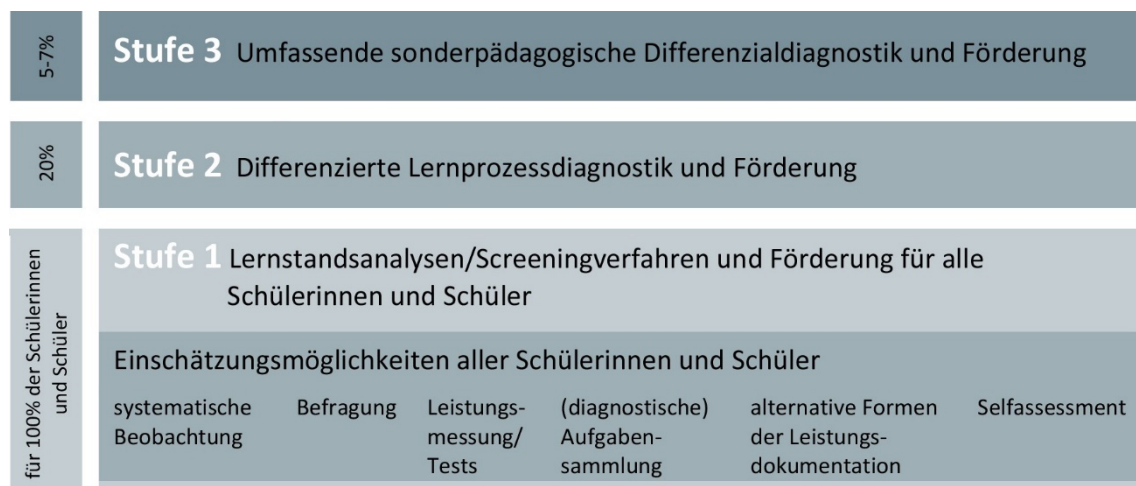 5-7%
Stufe 3 Umfassende sonderpädagogische Differenzialdiagnostik und Förderung
20%
Stufe 2 Differenzierte Lernprozessdiagnostik und Förderung
für 100% der Schülerinnen
und Schüler
Stufe 1 Lernstandsanalysen/Screeningverfahren und Förderung für alle
Schülerinnen und Schüler
Einschätzungsmöglichkeiten aller Schülerinnen und Schüler
systematische
Beobachtung
Befragung
Leistungs-
messung/
Tests
(diagnostische)
Aufgaben-
sammlung
alternative Formen
der Leistungs-
dokumentation
Selfassessment